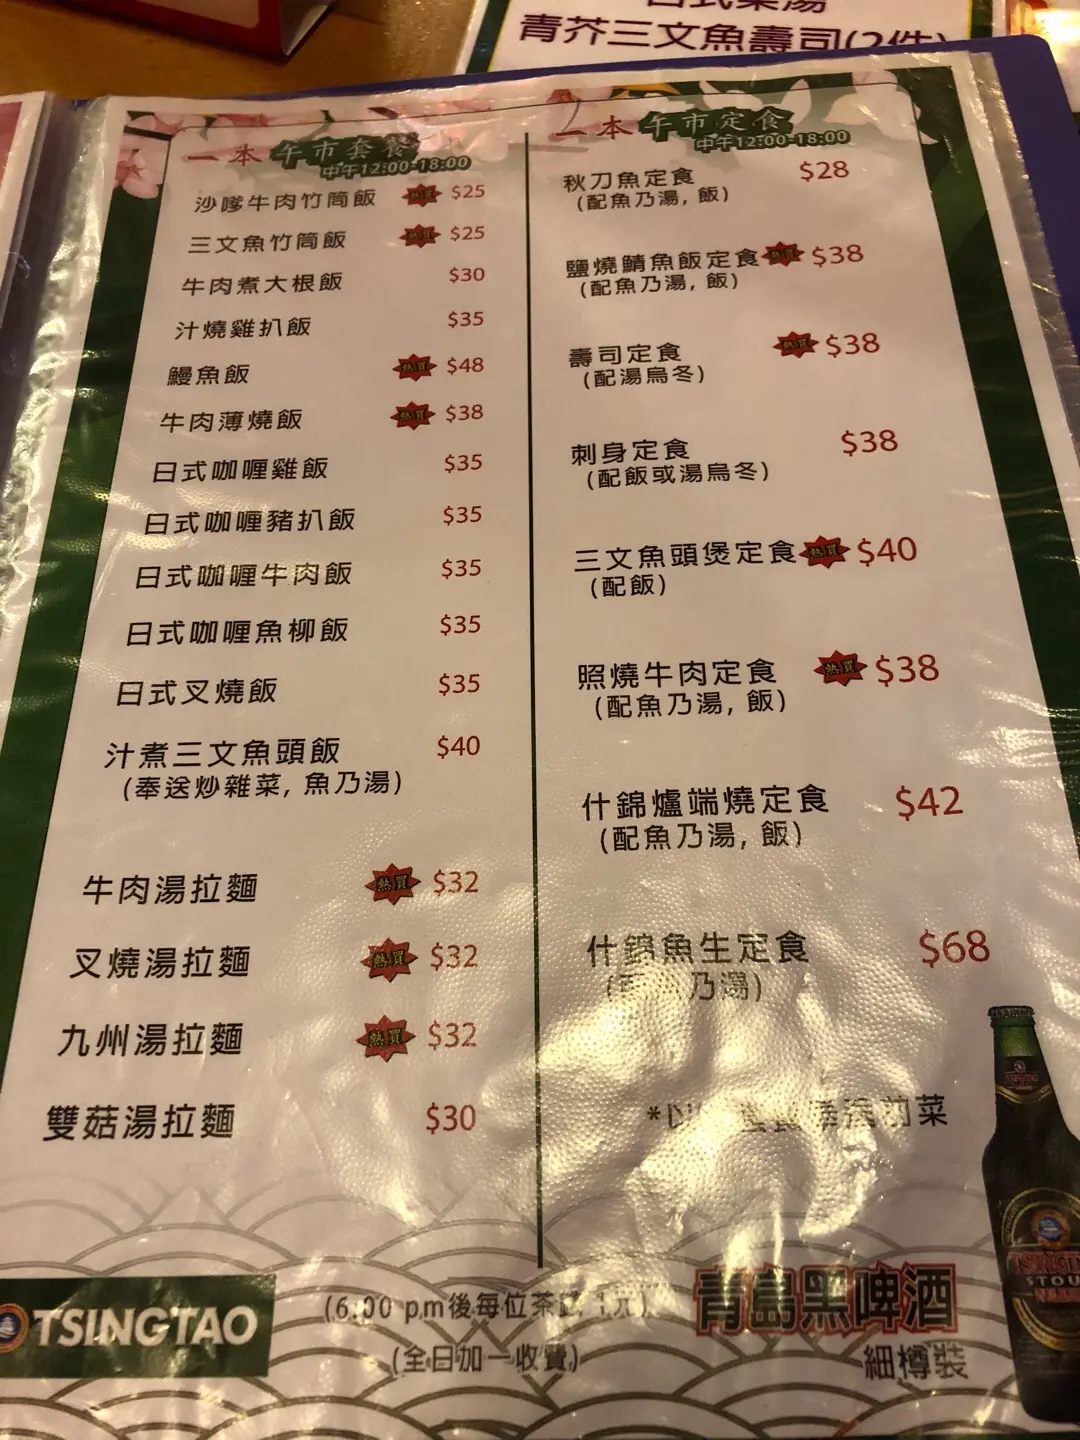 青芥三文魚壽司(2件)
一本 午市套餐
中午12:00-18:00
沙嗲牛肉竹筒飯 熱買 $25
三文魚竹筒飯 熱買 $25
牛肉煮大根飯 $30
汁燒雞扒飯 $35
鰻魚飯 熱買 $48
牛肉薄燒飯 熱買 $38
日式咖喱雞飯 $35
日式咖喱豬扒飯 $35
日式咖喱牛肉飯 $35
日式咖喱魚柳飯 $35
日式叉燒飯 $35
汁煮三文魚頭飯 $40
(奉送炒雜菜, 魚乃湯)
牛肉湯拉麵 熱買 $32
叉燒湯拉麵 熱買 $32
九州湯拉麵 熱買 $32
雙菇湯拉麵 $30
一本 午市定食
中午12:00-18:00
秋刀魚定食 $28
(配魚乃湯, 飯)
鹽燒鯖魚飯定食 熱買 $38
(配魚乃湯, 飯)
壽司定食 熱買 $38
(配湯烏冬)
刺身定食 $38
(配飯或湯烏冬)
三文魚頭煲定食 熱買 $40
(配飯)
照燒牛肉定食 熱買 $38
(配魚乃湯, 飯)
什錦爐端燒定食 $42
(配魚乃湯, 飯)
什錦魚生定食 $68
乃湯)
前菜
TSINGTAO
(6:00 pm後每位茶
(全日加一收費)
青島黑啤酒
細樽裝
STOUT